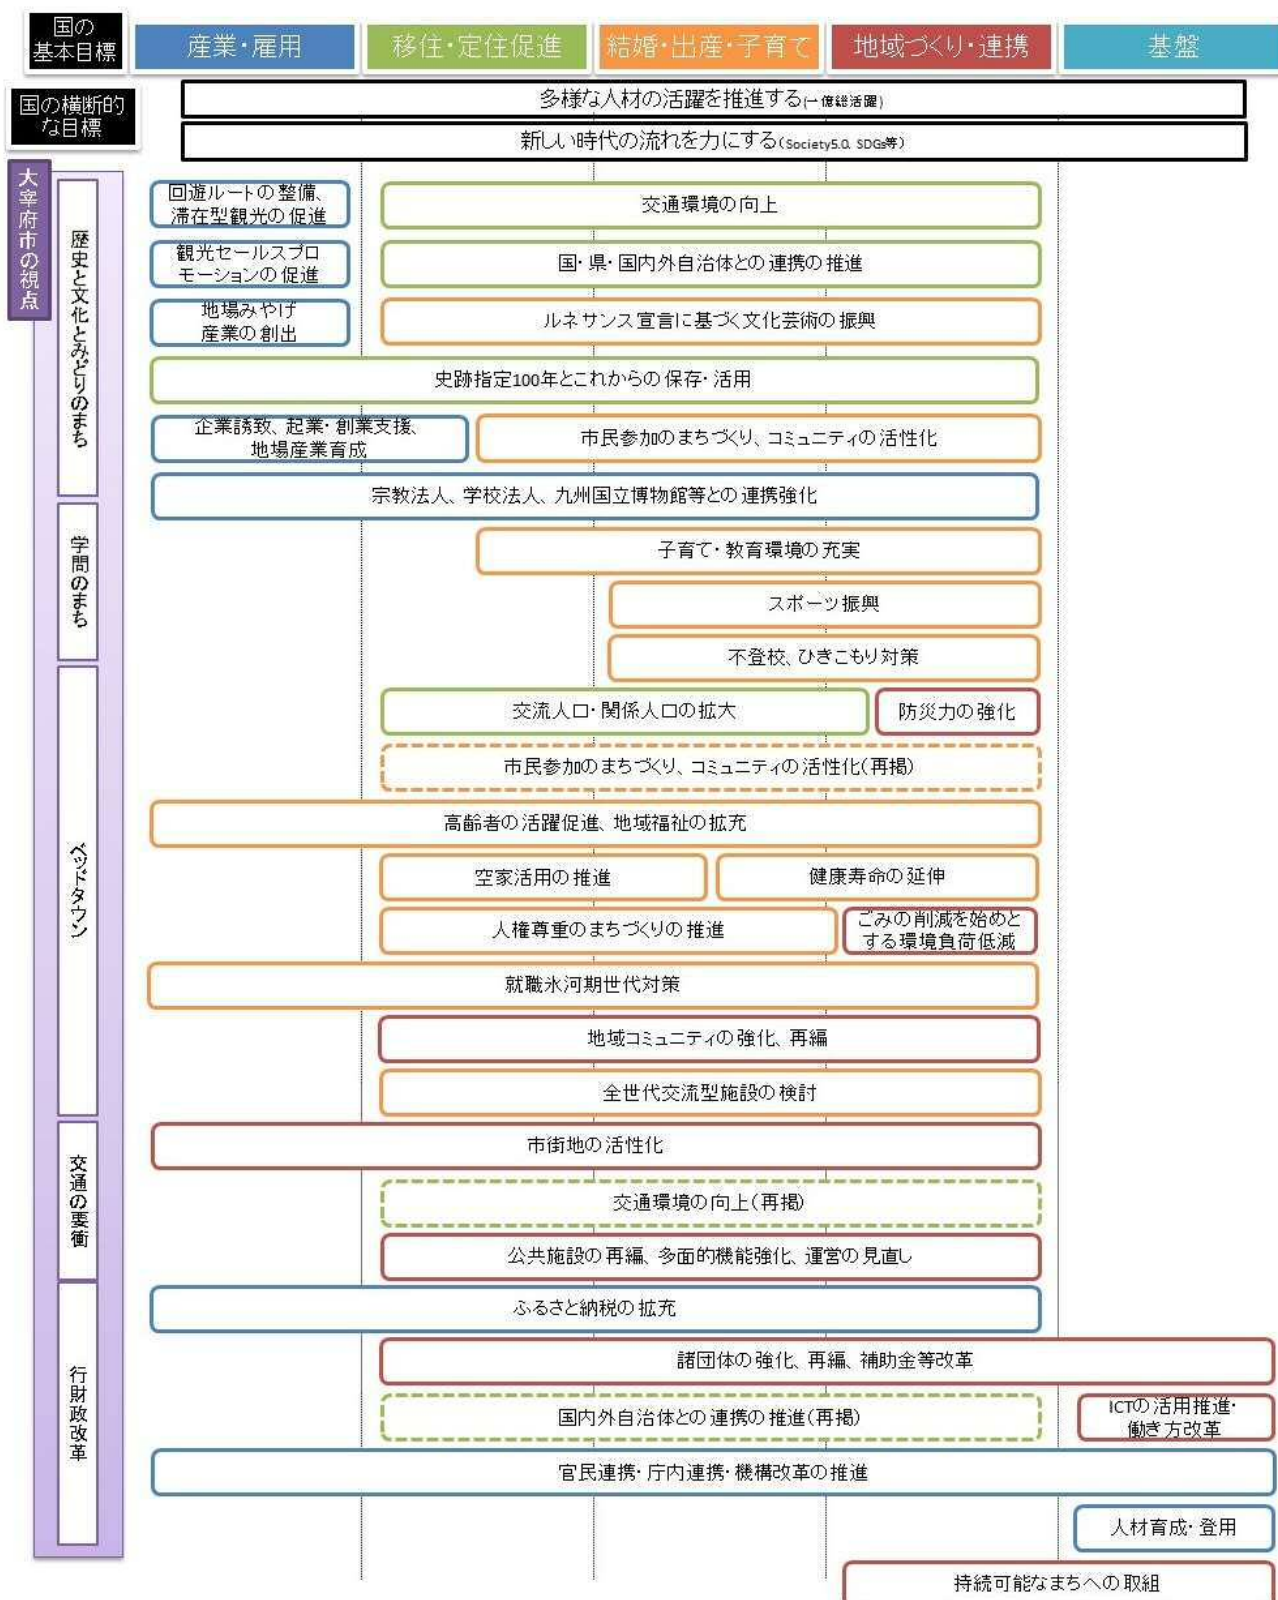 国の
基本目標
産業・雇用
移住・定住促進
結婚・出産・子育て
地域づくり・連携
基盤
国の横断的
な目標
多様な人材の活躍を推進する(一億総活躍)
新しい時代の流れを力にする(Society5.0、SDGs等)
大宰府市の視点
歴史と文化とみどりのまち
回遊ルートの整備、
滞在型観光の促進
交通環境の向上
観光セールスプロ
モーションの促進
国・県・国内外自治体との連携の推進
地場みやげ
産業の創出
ルネサンス宣言に基づく文化芸術の振興
史跡指定100年とこれからの保存・活用
企業誘致、起業・創業支援、
地場産業育成
市民参加のまちづくり、コミュニティの活性化
宗教法人、学校法人、九州国立博物館等との連携強化
学問のまち
子育て・教育環境の充実
スポーツ振興
不登校、ひきこもり対策
ベッドタウン
交流人口・関係人口の拡大
防災力の強化
市民参加のまちづくり、コミュニティの活性化(再掲)
高齢者の活躍促進、地域福祉の拡充
空家活用の推進
健康寿命の延伸
人権尊重のまちづくりの推進
ごみの削減を始めと
する環境負荷低減
就職氷河期世代対策
地域コミュニティの強化、再編
全世代交流型施設の検討
交通の要衝
市街地の活性化
交通環境の向上(再掲)
公共施設の再編、多面的機能強化、運営の見直し
行財政改革
ふるさと納税の拡充
諸団体の強化、再編、補助金等改革
国内外自治体との連携の推進(再掲)
ICTの活用推進・
働き方改革
官民連携・庁内連携・機構改革の推進
人材育成・登用
持続可能なまちへの取組